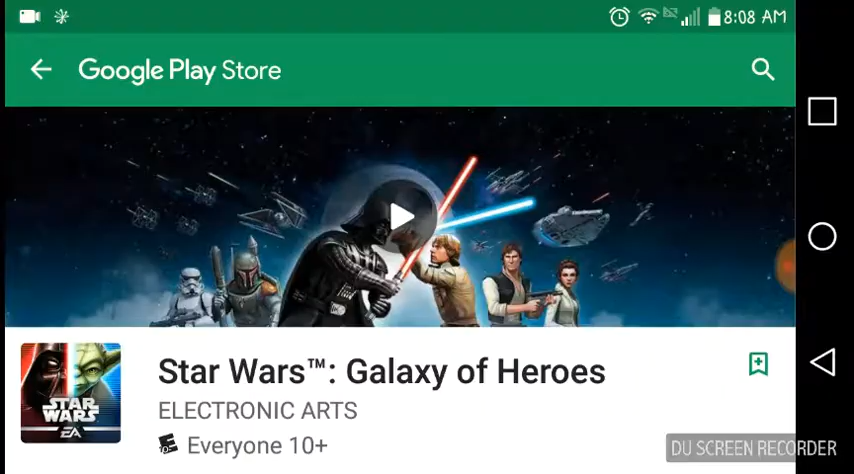 8:08 AM
Google Play Store
Star Wars™: Galaxy of Heroes
ELECTRONIC ARTS
STAR
WARS
EA
Everyone 10+
DU SCREEN RECORDER